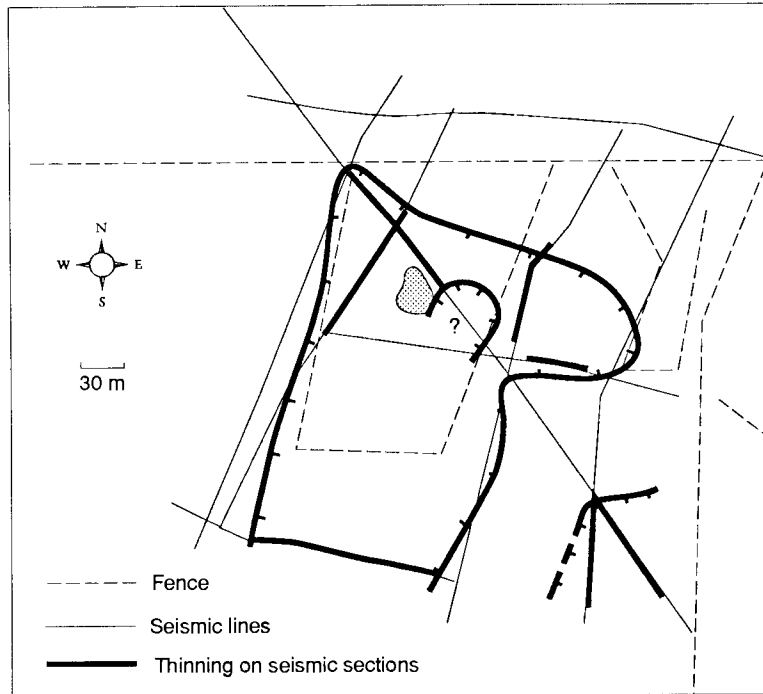 N
W E
S
30 m
?
Fence
Seismic lines
Thinning on seismic sections